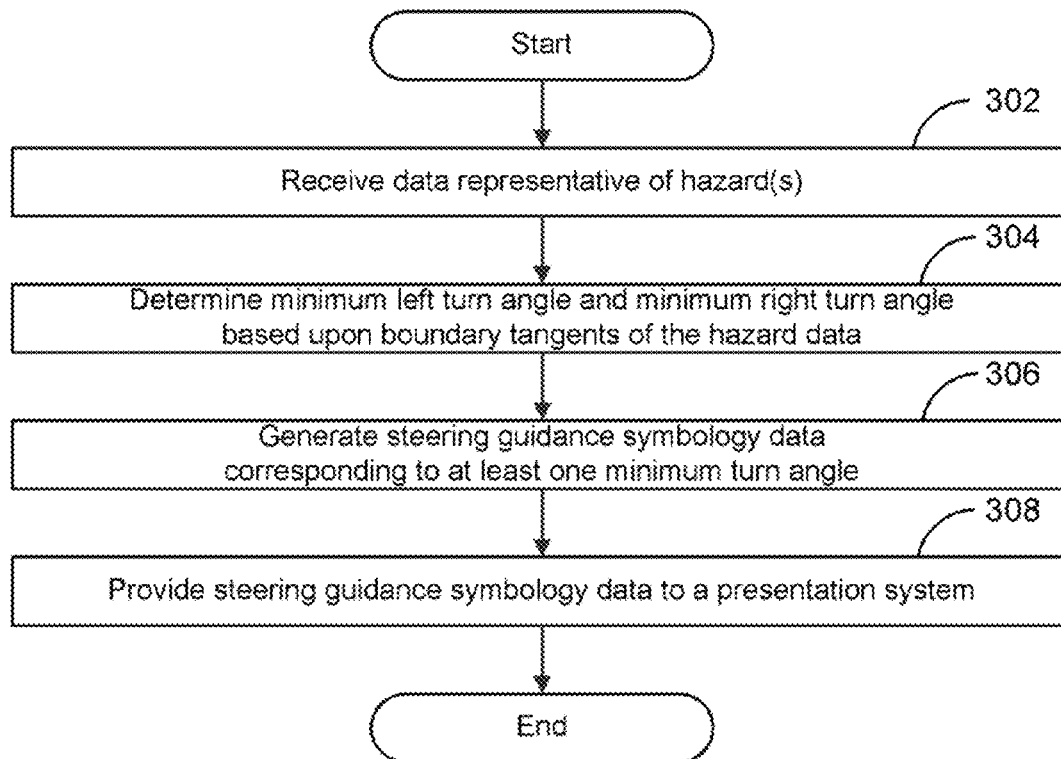 Start
302
Receive data representative of hazard(s)
304
Determine minimum left turn angle and minimum right turn angle
based upon boundary tangents of the hazard data
306
Generate steering guidance symbology data
corresponding to at least one minimum turn angle
308
Provide steering guidance symbology data to a presentation system
End